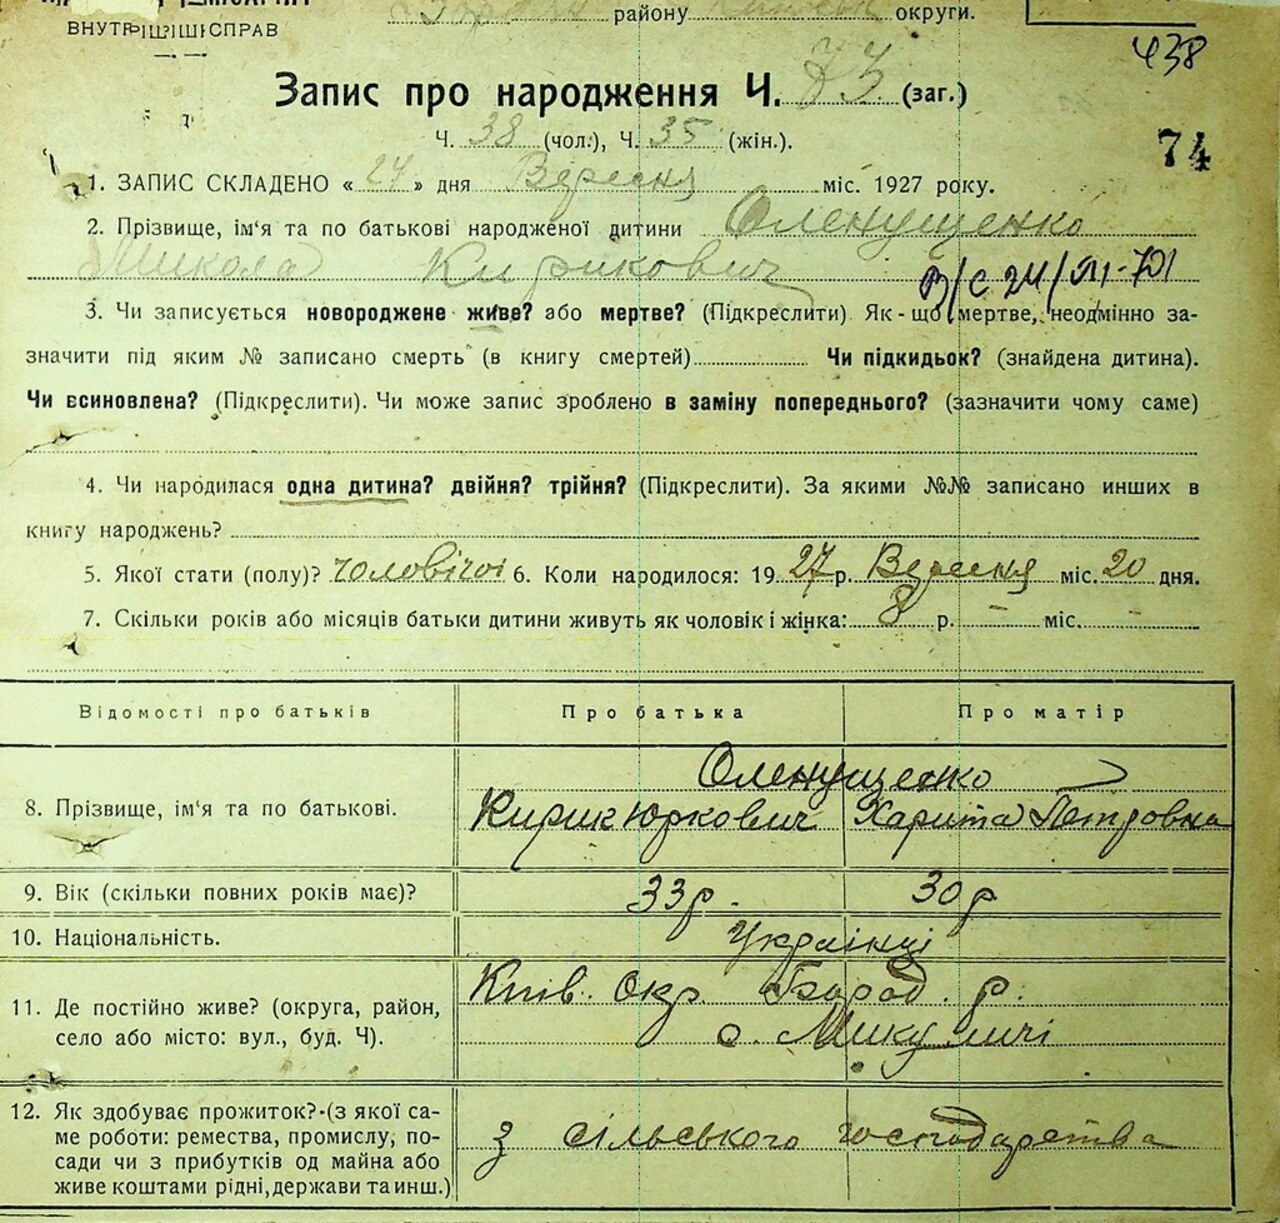 ВНУТРІШНІХ СПРАВ
району округи.
438
Запис про народження Ч. 73 (заг.)
Ч. 38 (чол.), Ч. 35 (жін.).
74
1. ЗАПИС СКЛАДЕНО « 24 » дня Вересня міс. 1927 року.
2. Прізвище, ім'я та по батькові народженої дитини Оленущенко
Микола Кирикович
3. Чи записується новороджене живе? або мертве? (Підкреслити) Як-що мертве, неодмінно за-
значити під яким № записано смерть (в книгу смертей) Чи підкидьок? (знайдена дитина).
Чи всиновлена? (Підкреслити). Чи може запис зроблено в заміну попереднього? (зазначити чому саме)
4. Чи народилася одна дитина? двійня? трійня? (Підкреслити). За якими №№ записано инших в
книгу народжень?
5. Якої стати (полу)? чоловічої 6. Коли народилось: 1927 р. Вересня міс. 20 дня.
7. Скільки років або місяців батьки дитини живуть як чоловік і жінка: 8 р. — міс. —
Відомості про батьків Про батька Про матір
Оленущенко
8. Прізвище, ім'я та по батькові. Кирик Юркович Харита Петровна
9. Вік (скільки повних років має)? 33 р. 30 р
10. Національність. Українці
11. Де постійно живе? (округа, район, Київ. Окр. Бород. р.
село або місто: вул., буд. Ч). с. Микуличі
12. Як здобуває прожиток? (з якої са-
ме роботи: ремества, промислу, по- з сільського господарства
сади чи з прибутків од майна або
живе коштами рідні, держави та инш.)